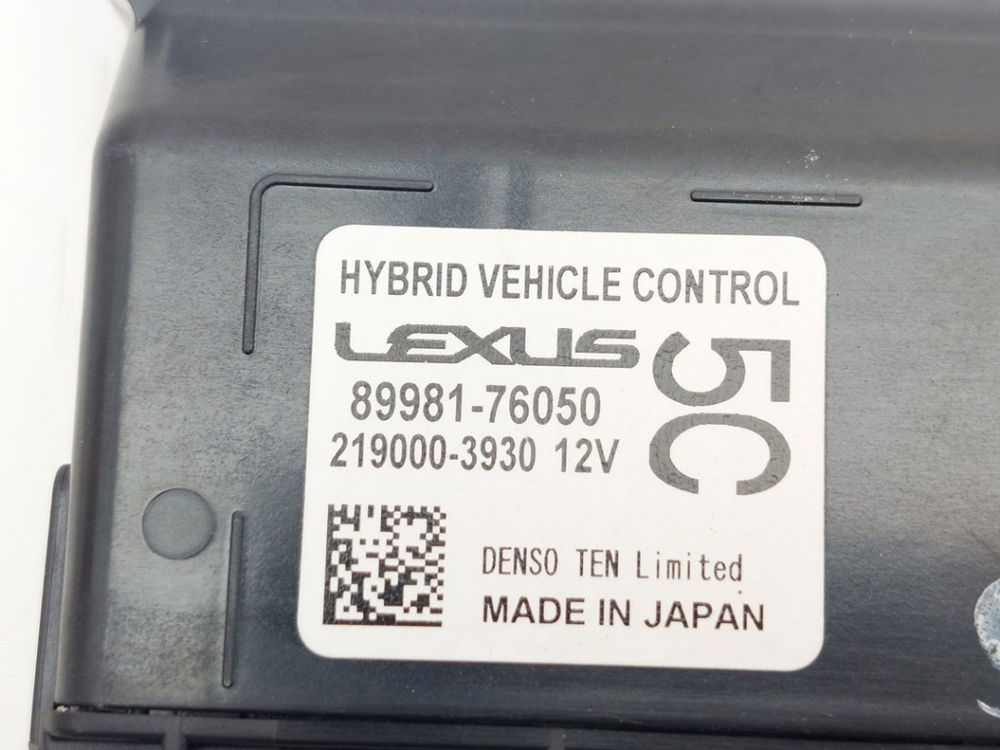 HYBRID VEHICLE CONTROL
LEXUS
5C
89981-76050
219000-3930 12V
DENSO TEN Limited
MADE IN JAPAN